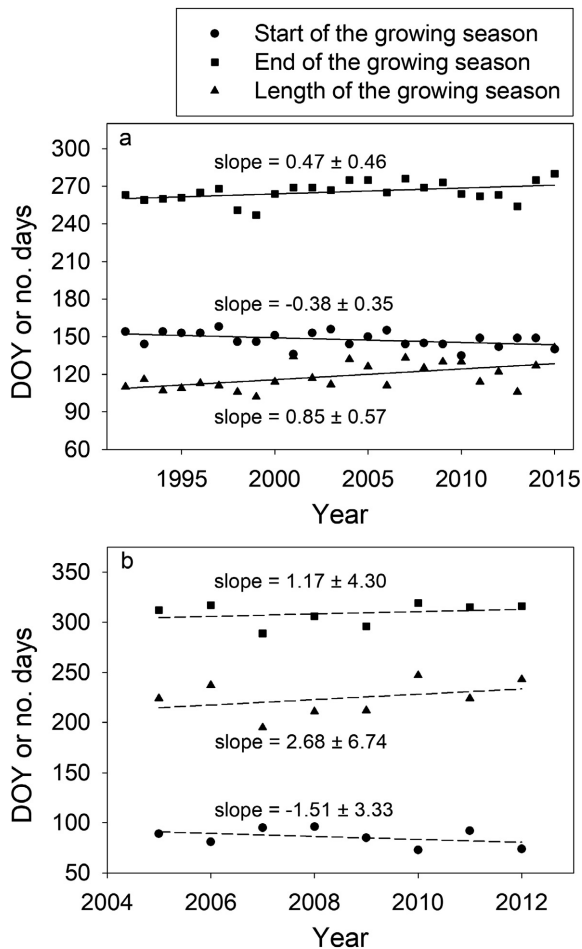 Start of the growing season
End of the growing season
Length of the growing season
a
300
slope = 0.47 ± 0.46
270
240
210
180
slope = -0.38 ± 0.35
150
120
90
slope = 0.85 ± 0.57
60
DOY or no. days
1995 2000 2005 2010 2015
Year
b
350
slope = 1.17 ± 4.30
300
250
200
slope = 2.68 ± 6.74
150
slope = -1.51 ± 3.33
100
50
DOY or no. days
2004 2006 2008 2010 2012
Year